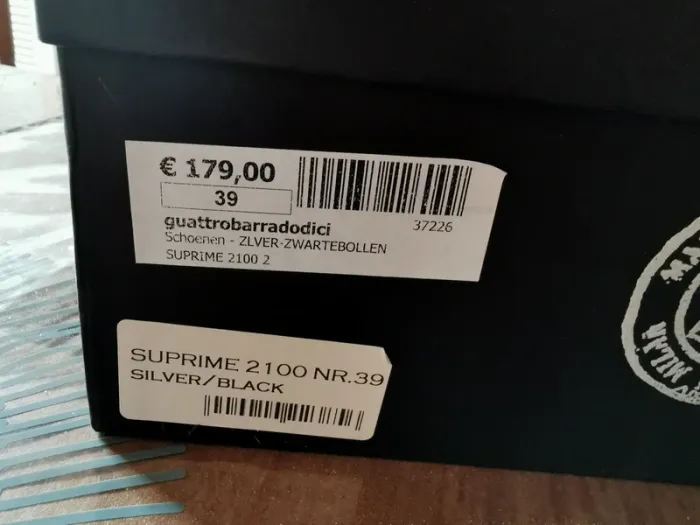 € 179,00
39
guattrobarradodici
37226
Schoenen - ZLVER-ZWARTEBOLLEN
SUPRIME 2100 2
SUPRIME 2100 NR.39
SILVER/BLACK